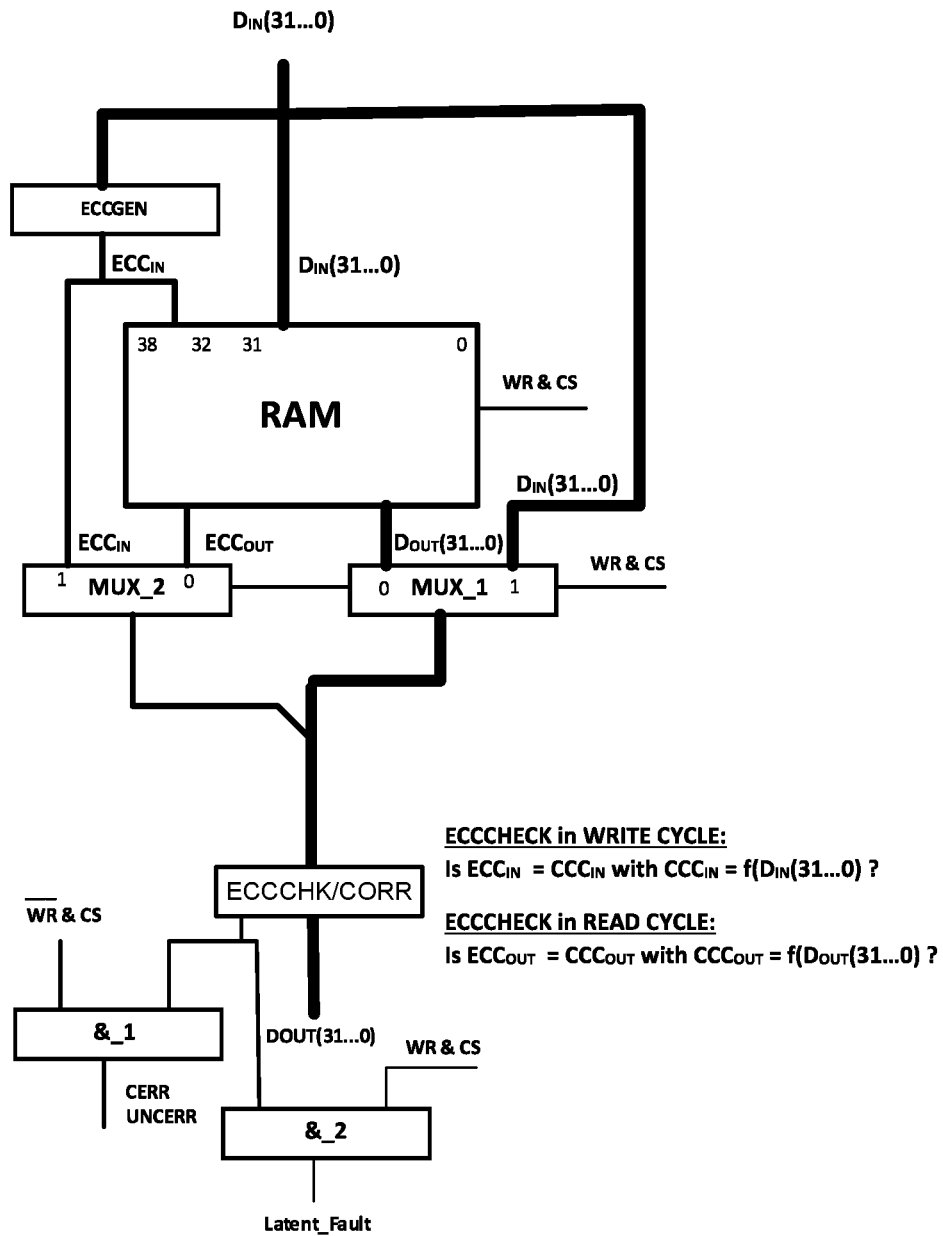 DIN(31...0)
ECCGEN
ECCIN
DIN(31...0)
38 32 31 0
WR & CS
RAM
DIN(31...0)
ECCIN ECCOUT DOUT(31...0)
WR & CS
1 MUX_2 0
0 MUX_1 1
ECCCHECK in WRITE CYCLE:
Is ECCIN = CCCIN with CCCIN = f(DIN(31...0) ?
ECCCHK/CORR
WR & CS
ECCCHECK in READ CYCLE:
Is ECCOUT = CCCOUT with CCCOUT = f(DOUT(31...0) ?
&_1
DOUT(31...0)
WR & CS
CERR
UNCERR
&_2
Latent_Fault